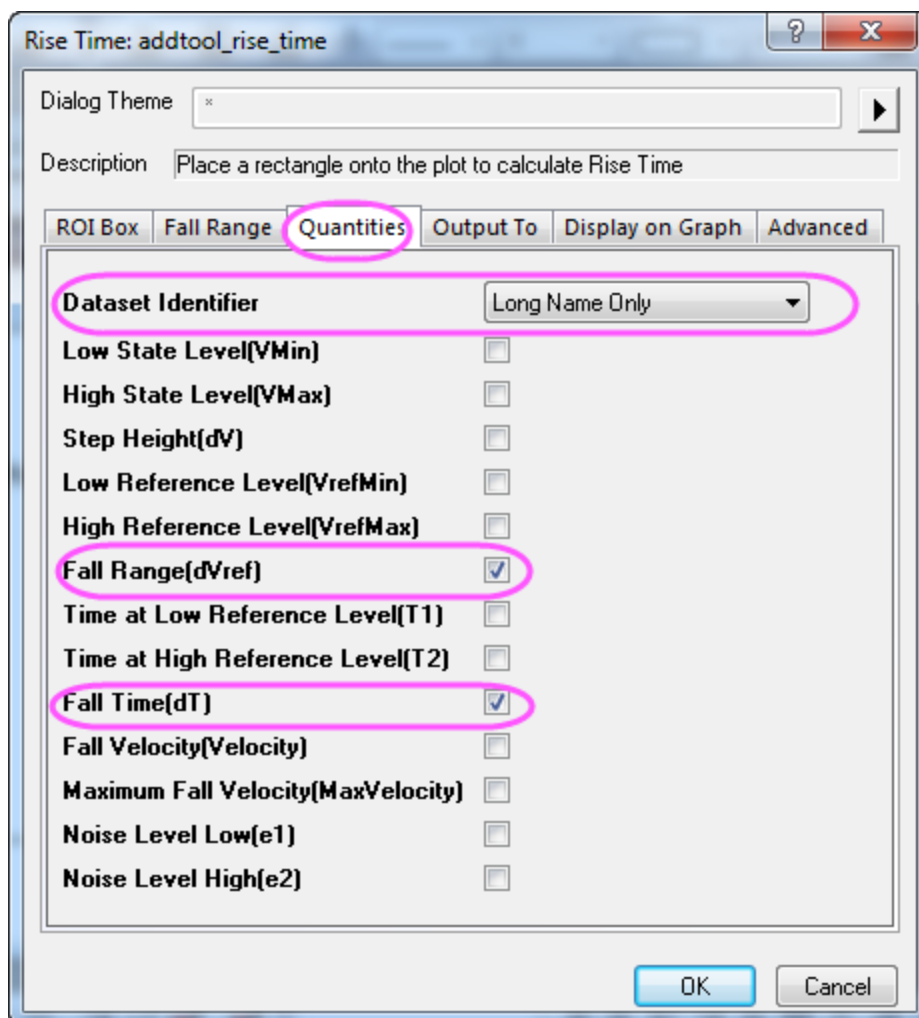 Rise Time: addtool_rise_time
?
Dialog Theme *
Description Place a rectangle onto the plot to calculate Rise Time
ROI Box Fall Range Quantities Output To Display on Graph Advanced
Dataset Identifier Long Name Only
Low State Level(VMin)
High State Level(VMax)
Step Height(dV)
Low Reference Level(VrefMin)
High Reference Level(VrefMax)
Fall Range(dVref)
Time at Low Reference Level(T1)
Time at High Reference Level(T2)
Fall Time(dT)
Fall Velocity(Velocity)
Maximum Fall Velocity(MaxVelocity)
Noise Level Low(e1)
Noise Level High(e2)
OK Cancel